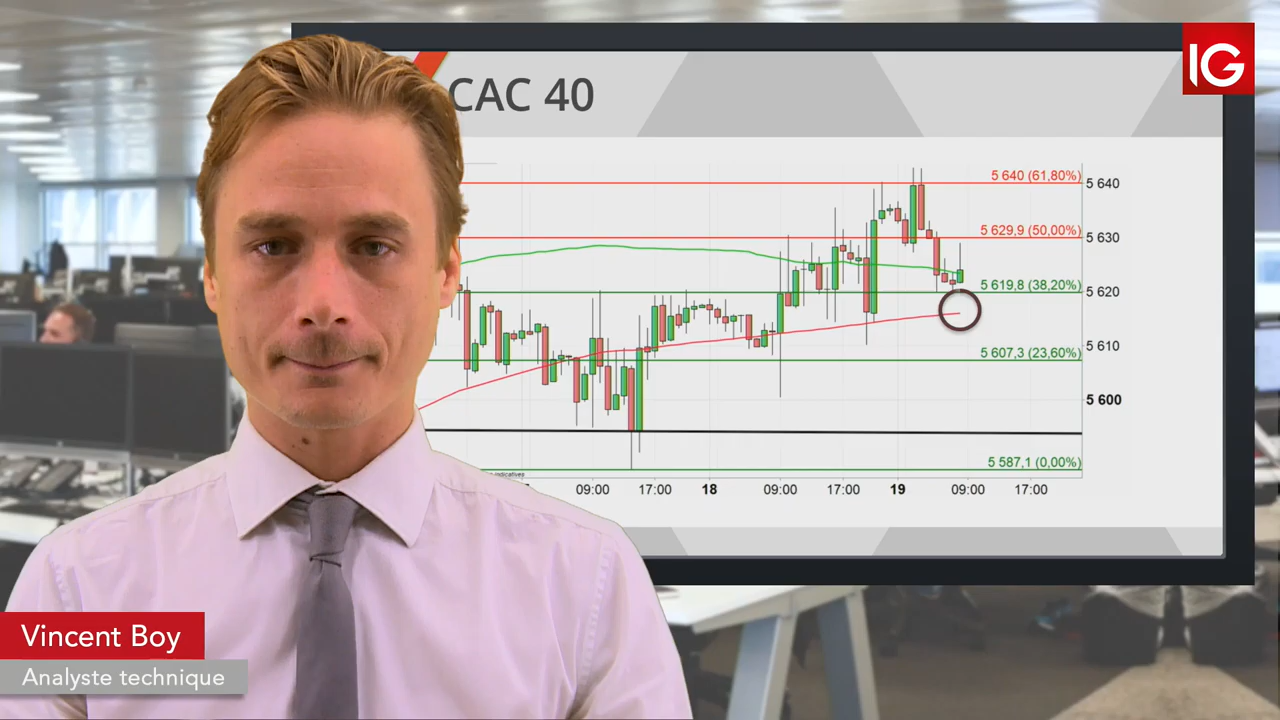 IG
CAC 40
5 640 (61,80%)
5 640
5 629,9 (50,00%)
5 630
5 619,8 (38,20%)
5 620
5 610
5 607,3 (23,60%)
5 600
5 587,1 (0,00%)
indicatives
09:00 17:00 18 09:00 17:00 19 09:00 17:00
Vincent Boy
Analyste technique